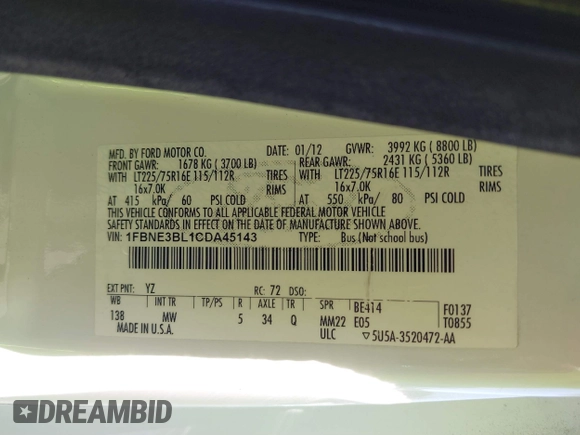 MFD. BY FORD MOTOR CO. DATE: 01/12 GVWR: 3992 KG ( 8800 LB)
FRONT GAWR: 1678 KG ( 3700 LB) REAR GAWR: 2431 KG ( 5360 LB)
WITH LT225/75R16E 115/112R TIRES WITH LT225/75R16E 115/112R TIRES
16x7.0K RIMS 16x7.0K RIMS
AT 415 kPa/ 60 PSI COLD AT 550 kPa/ 80 PSI COLD
THIS VEHICLE CONFORMS TO ALL APPLICABLE FEDERAL MOTOR VEHICLE
SAFETY STANDARDS IN EFFECT ON THE DATE OF MANUFACTURE SHOWN ABOVE.
VIN: 1FBNE3BL1CDA45143 TYPE: Bus (Not school bus)
EXT PNT: YZ RC: 72 DSO:
WB INT TR TP/PS R AXLE TR SPR BE414 F0137
138 MW 5 34 Q MM22 E05 T0855
MADE IN U.S.A. ULC ▽5U5A-3520472-AA
DREAMBID